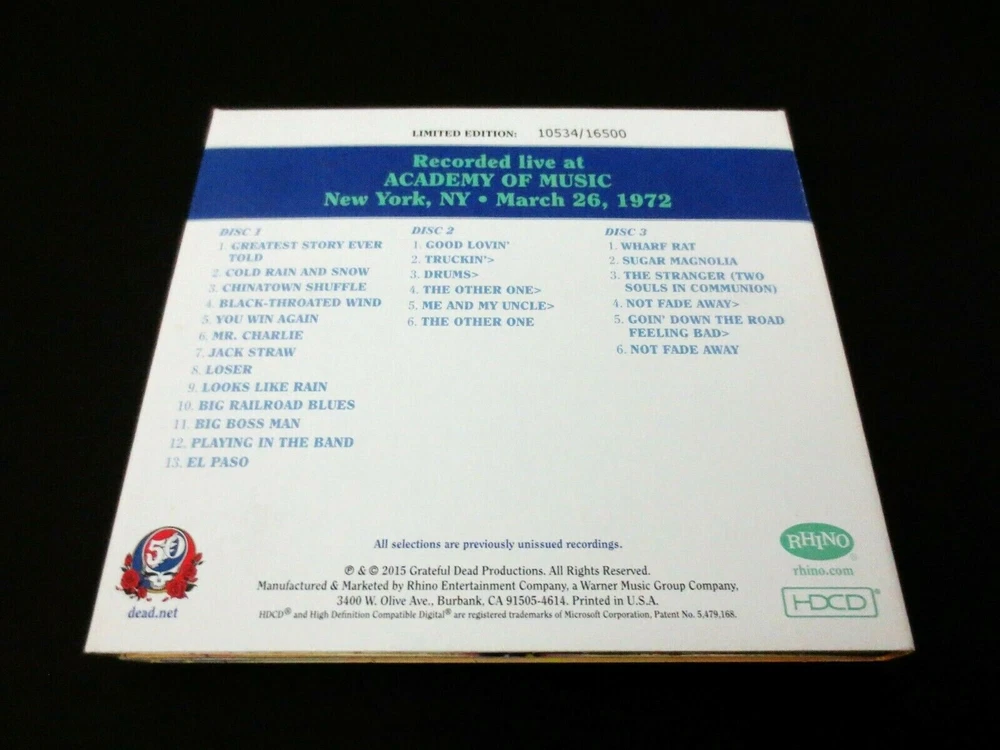 LIMITED EDITION: 10534/16500
Recorded live at
ACADEMY OF MUSIC
New York, NY • March 26, 1972
DISC 1
1. GREATEST STORY EVER
TOLD
2. COLD RAIN AND SNOW
3. CHINATOWN SHUFFLE
4. BLACK-THROATED WIND
5. YOU WIN AGAIN
6. MR. CHARLIE
7. JACK STRAW
8. LOSER
9. LOOKS LIKE RAIN
10. BIG RAILROAD BLUES
11. BIG BOSS MAN
12. PLAYING IN THE BAND
13. EL PASO
DISC 2
1. GOOD LOVIN'
2. TRUCKIN'>
3. DRUMS>
4. THE OTHER ONE>
5. ME AND MY UNCLE>
6. THE OTHER ONE
DISC 3
1. WHARF RAT
2. SUGAR MAGNOLIA
3. THE STRANGER (TWO
SOULS IN COMMUNION)
4. NOT FADE AWAY>
5. GOIN' DOWN THE ROAD
FEELING BAD>
6. NOT FADE AWAY
50
dead.net
All selections are previously unissued recordings.
℗ & © 2015 Grateful Dead Productions. All Rights Reserved.
Manufactured & Marketed by Rhino Entertainment Company, a Warner Music Group Company,
3400 W. Olive Ave., Burbank, CA 91505-4614. Printed in U.S.A.
HDCD® and High Definition Compatible Digital® are registered trademarks of Microsoft Corporation, Patent No. 5,479,168.
RHINO®
rhino.com
HDCD®